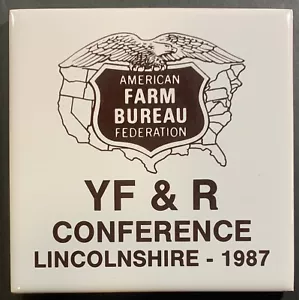 AMERICAN
FARM
BUREAU
FEDERATION
YF & R
CONFERENCE
LINCOLNSHIRE - 1987